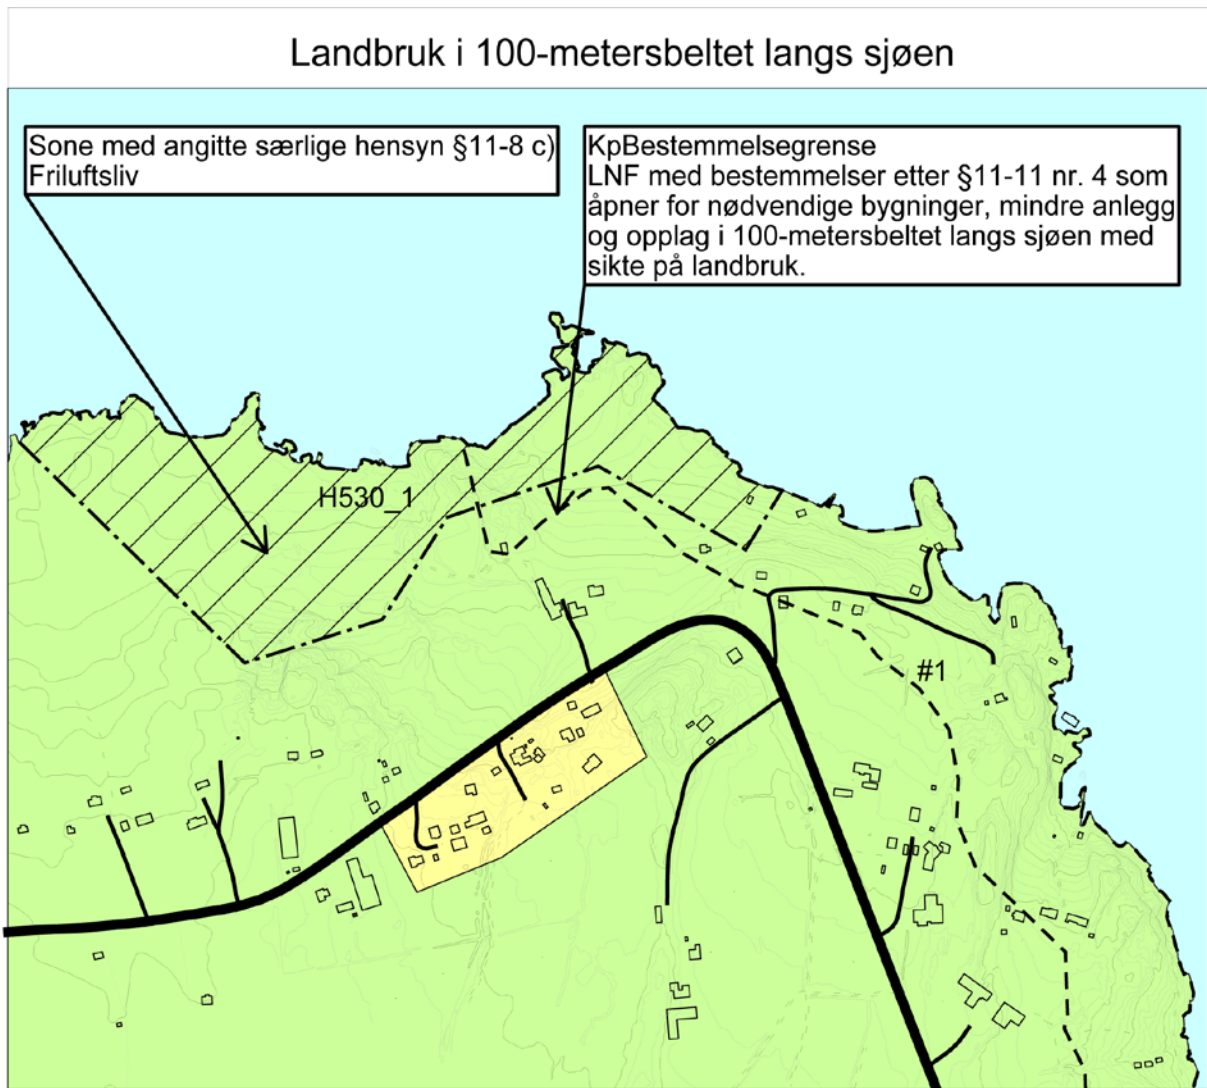 Landbruk i 100-metersbeltet langs sjøen
Sone med angitte særlige hensyn §11-8 c)
Friluftsliv
KpBestemmelsegrense
LNF med bestemmelser etter §11-11 nr. 4 som
åpner for nødvendige bygninger, mindre anlegg
og opplag i 100-metersbeltet langs sjøen med
sikte på landbruk.
H530_1
#1